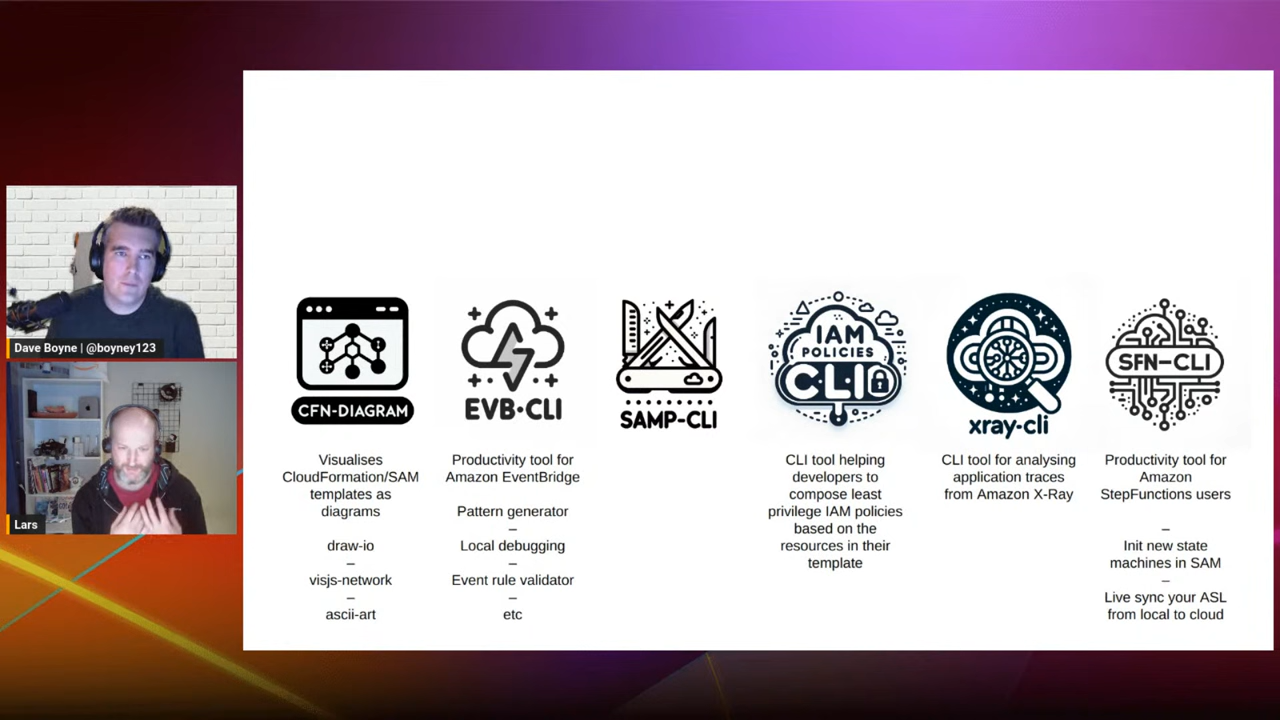 Dave Boyne | @boyney123
Lars
CFN-DIAGRAM
Visualises
CloudFormation/SAM
templates as
diagrams
–
draw-io
–
visjs-network
–
ascii-art
EVB·CLI
Productivity tool for
Amazon EventBridge
Pattern generator
–
Local debugging
–
Event rule validator
–
etc
SAMP-CLI
IAM
POLICIES
C·L·I
CLI tool helping
developers to
compose least
privilege IAM policies
based on the
resources in their
template
xray·cli
CLI tool for analysing
application traces
from Amazon X-Ray
SFN-CLI
Productivity tool for
Amazon
StepFunctions users
–
Init new state
machines in SAM
–
Live sync your ASL
from local to cloud